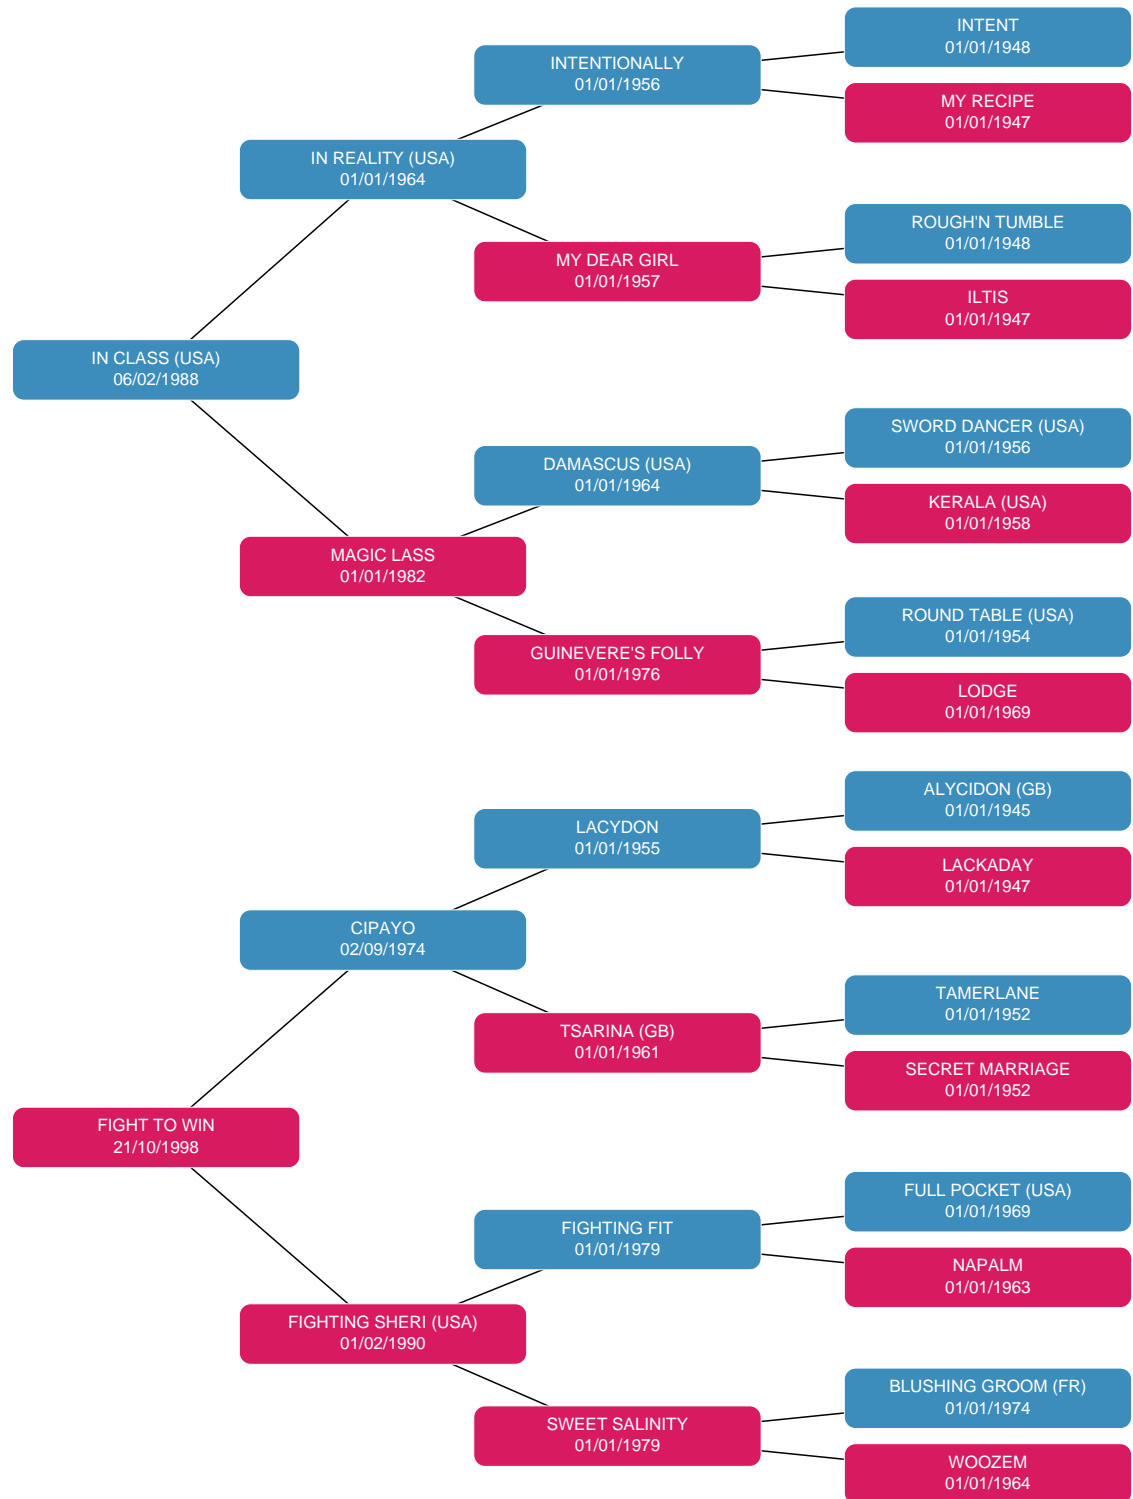 INTENT
01/01/1948
INTENTIONALLY
01/01/1956
MY RECIPE
01/01/1947
IN REALITY (USA)
01/01/1964
ROUGH'N TUMBLE
01/01/1948
MY DEAR GIRL
01/01/1957
ILTIS
01/01/1947
IN CLASS (USA)
06/02/1988
SWORD DANCER (USA)
01/01/1956
DAMASCUS (USA)
01/01/1964
KERALA (USA)
01/01/1958
MAGIC LASS
01/01/1982
ROUND TABLE (USA)
01/01/1954
GUINEVERE'S FOLLY
01/01/1976
LODGE
01/01/1969
ALYCIDON (GB)
01/01/1945
LACYDON
01/01/1955
LACKADAY
01/01/1947
CIPAYO
02/09/1974
TAMERLANE
01/01/1952
TSARINA (GB)
01/01/1961
SECRET MARRIAGE
01/01/1952
FIGHT TO WIN
21/10/1998
FULL POCKET (USA)
01/01/1969
FIGHTING FIT
01/01/1979
NAPALM
01/01/1963
FIGHTING SHERI (USA)
01/02/1990
BLUSHING GROOM (FR)
01/01/1974
SWEET SALINITY
01/01/1979
WOOZEM
01/01/1964